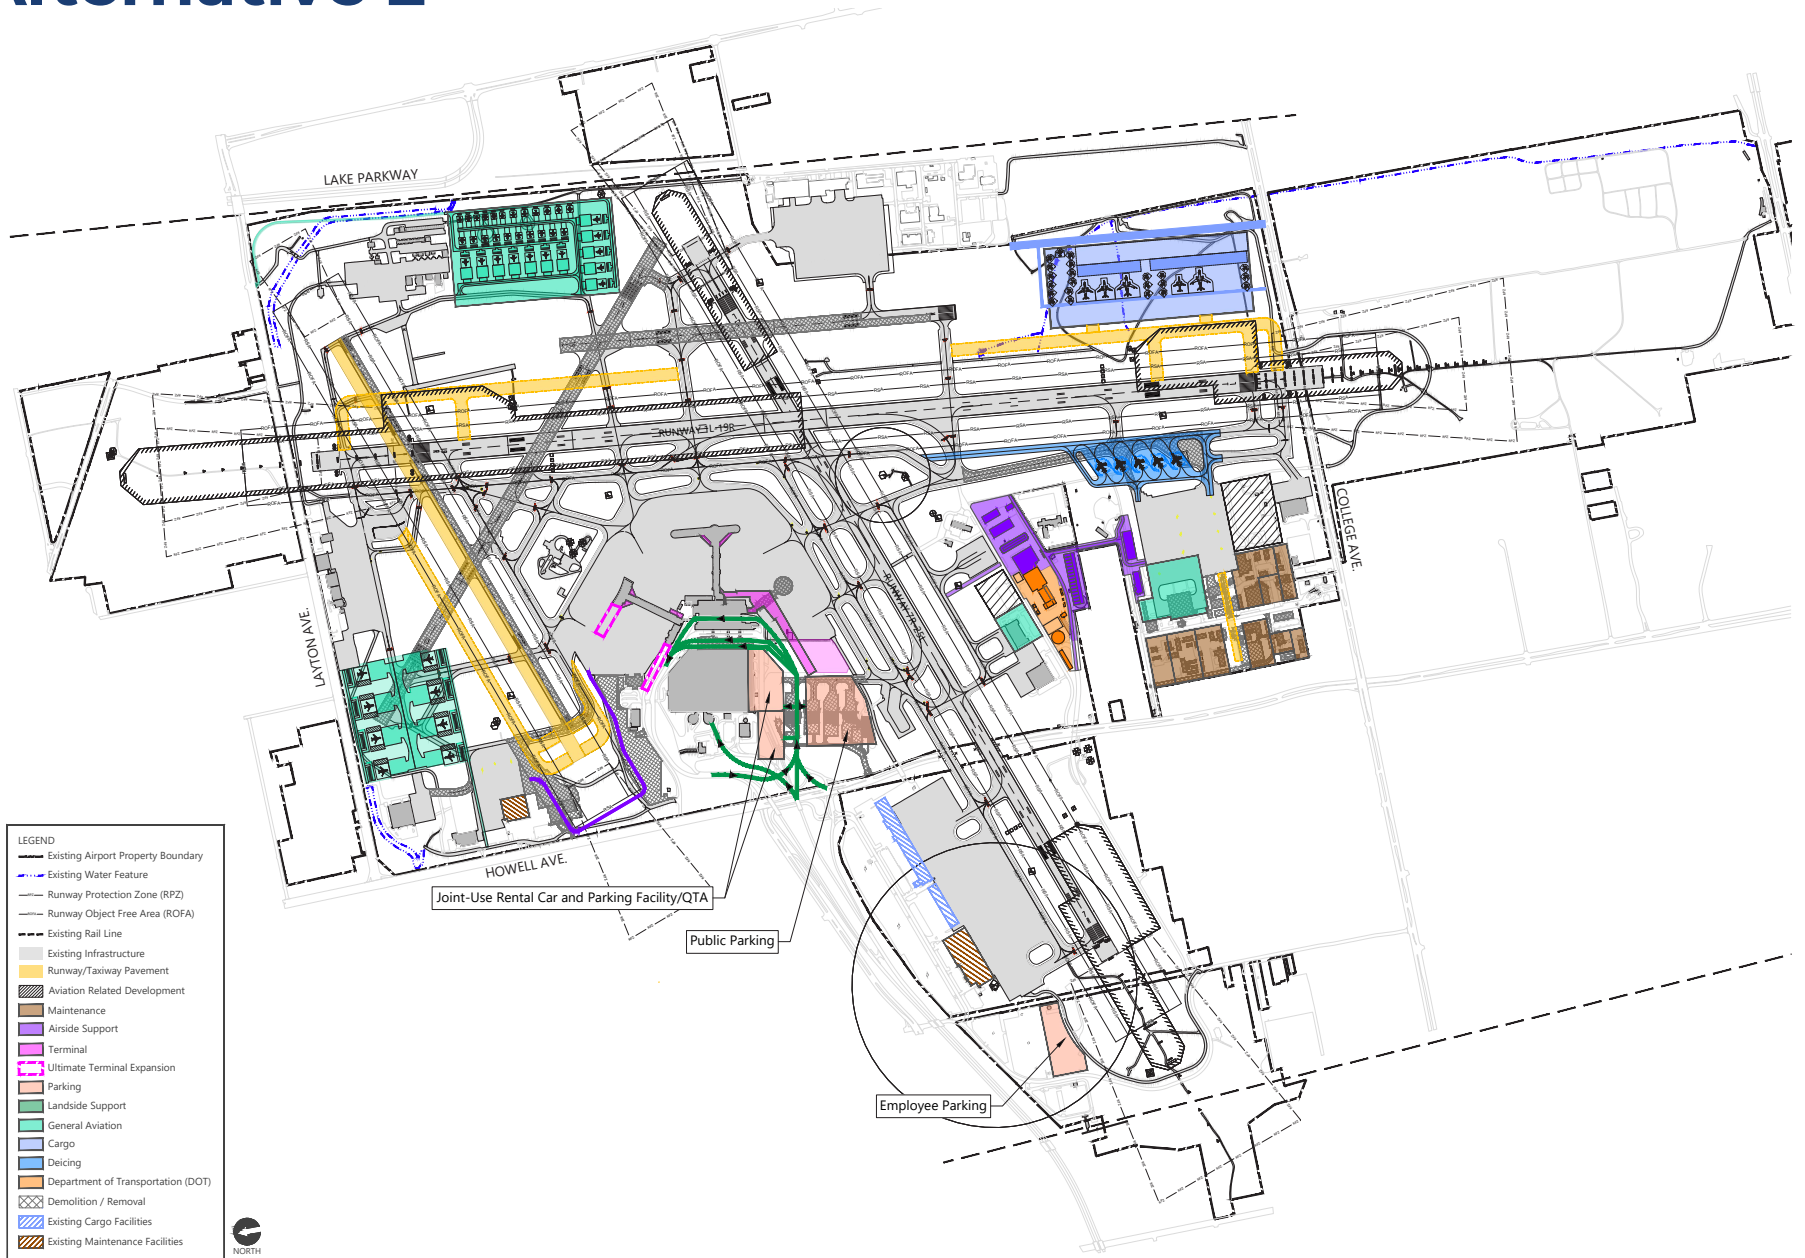 Alternative 2
LAKE PARKWAY
RUNWAY 1L-19R
RUNWAY 7R-25L
LAYTON AVE.
COLLEGE AVE.
HOWELL AVE.
Joint-Use Rental Car and Parking Facility/QTA
Public Parking
Employee Parking
LEGEND
Existing Airport Property Boundary
Existing Water Feature
Runway Protection Zone (RPZ)
Runway Object Free Area (ROFA)
Existing Rail Line
Existing Infrastructure
Runway/Taxiway Pavement
Aviation Related Development
Maintenance
Airside Support
Terminal
Ultimate Terminal Expansion
Parking
Landside Support
General Aviation
Cargo
Deicing
Department of Transportation (DOT)
Demolition / Removal
Existing Cargo Facilities
Existing Maintenance Facilities
NORTH